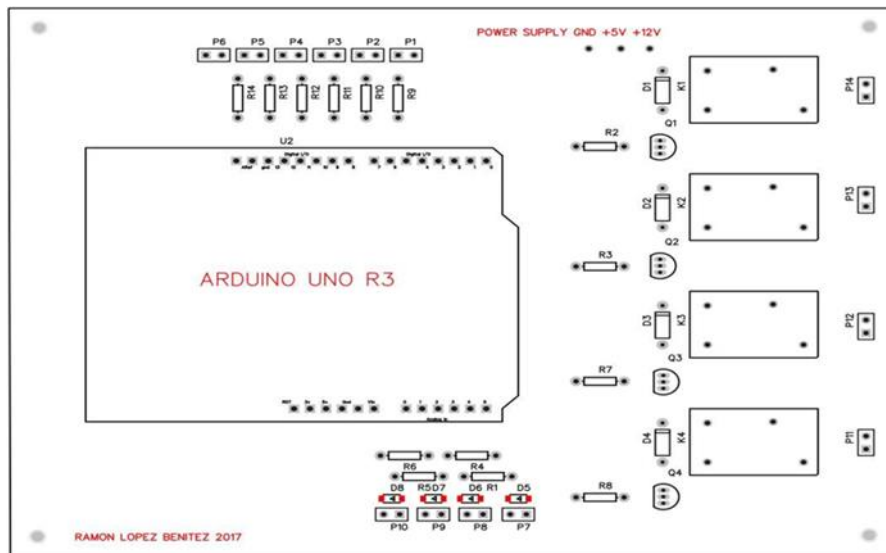 POWER SUPPLY GND +5V +12V
P6 P5 P4 P3 P2 P1
R14 R13 R12 R11 R10 R9
D1 K1 P14
Q1
R2
U2
D2 K2 P13
Q2
R3
ARDUINO UNO R3
D3 K3 P12
Q3
R7
D4 K4 P11
Q4
R6 R4
R8
D8 R5 D7 D6 R1 D5
P10 P9 P8 P7
RAMON LOPEZ BENITEZ 2017